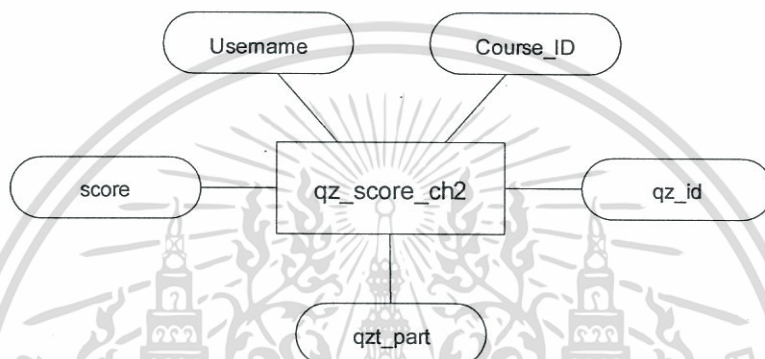 Username
Course_ID
score
qz_score_ch2
qz_id
qzt_part